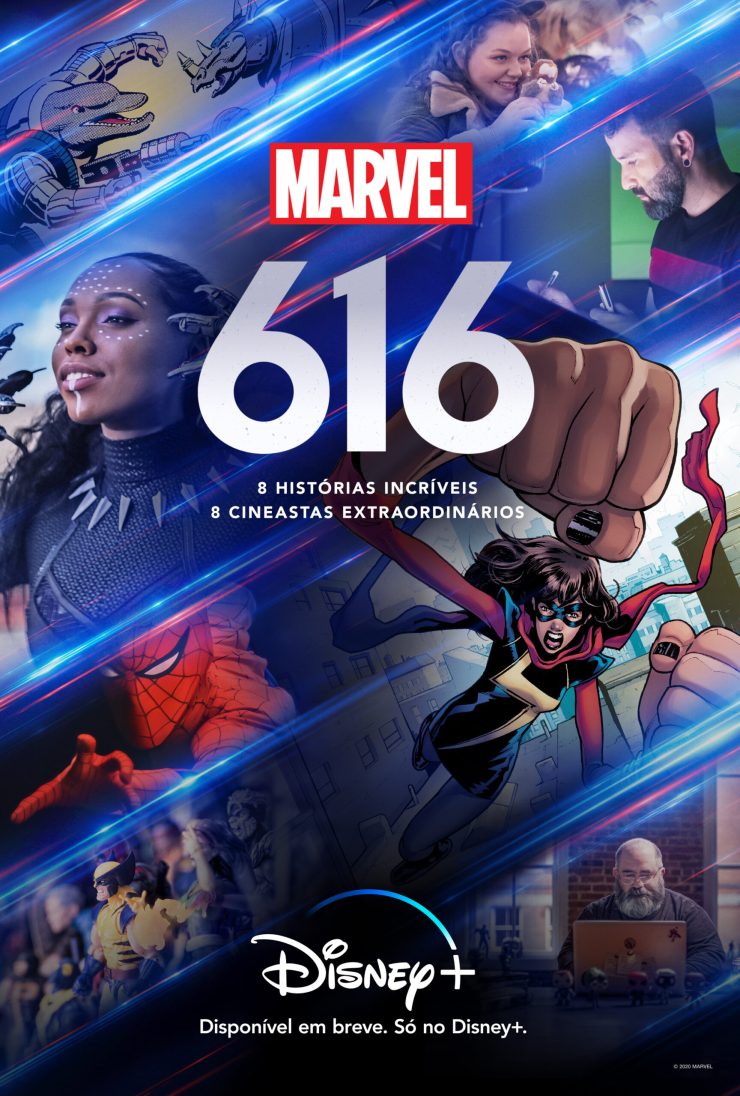 MARVEL
616
8 HISTÓRIAS INCRÍVEIS
8 CINEASTAS EXTRAORDINÁRIOS
Disney+
Disponível em breve. Só no Disney+.
© 2020 MARVEL